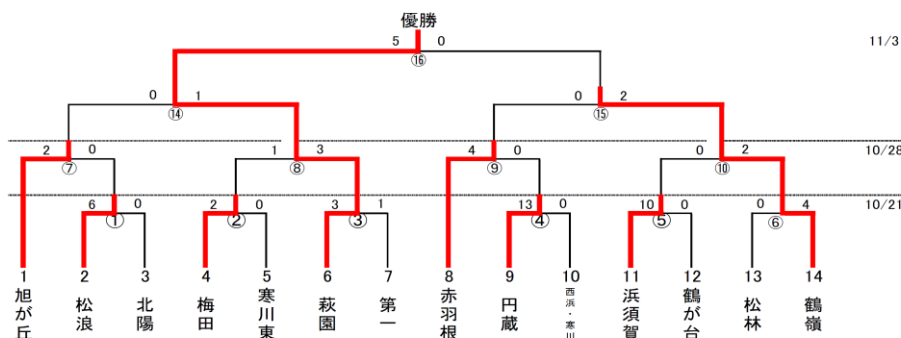 優勝
5 0 11/3
⑯
0 1 0 2
⑭ ⑮
2 0 1 3 4 0 0 2 10/28
⑦ ⑧ ⑨ ⑩
6 0 2 0 3 1 13 0 10 0 0 4 10/21
① ② ③ ④ ⑤ ⑥
1 2 3 4 5 6 7 8 9 10 11 12 13 14
旭が丘
松浪
北陽
梅田
寒川東
萩園
第一
赤羽根
円蔵
西浜・寒川
浜須賀
鶴が台
松林
鶴嶺